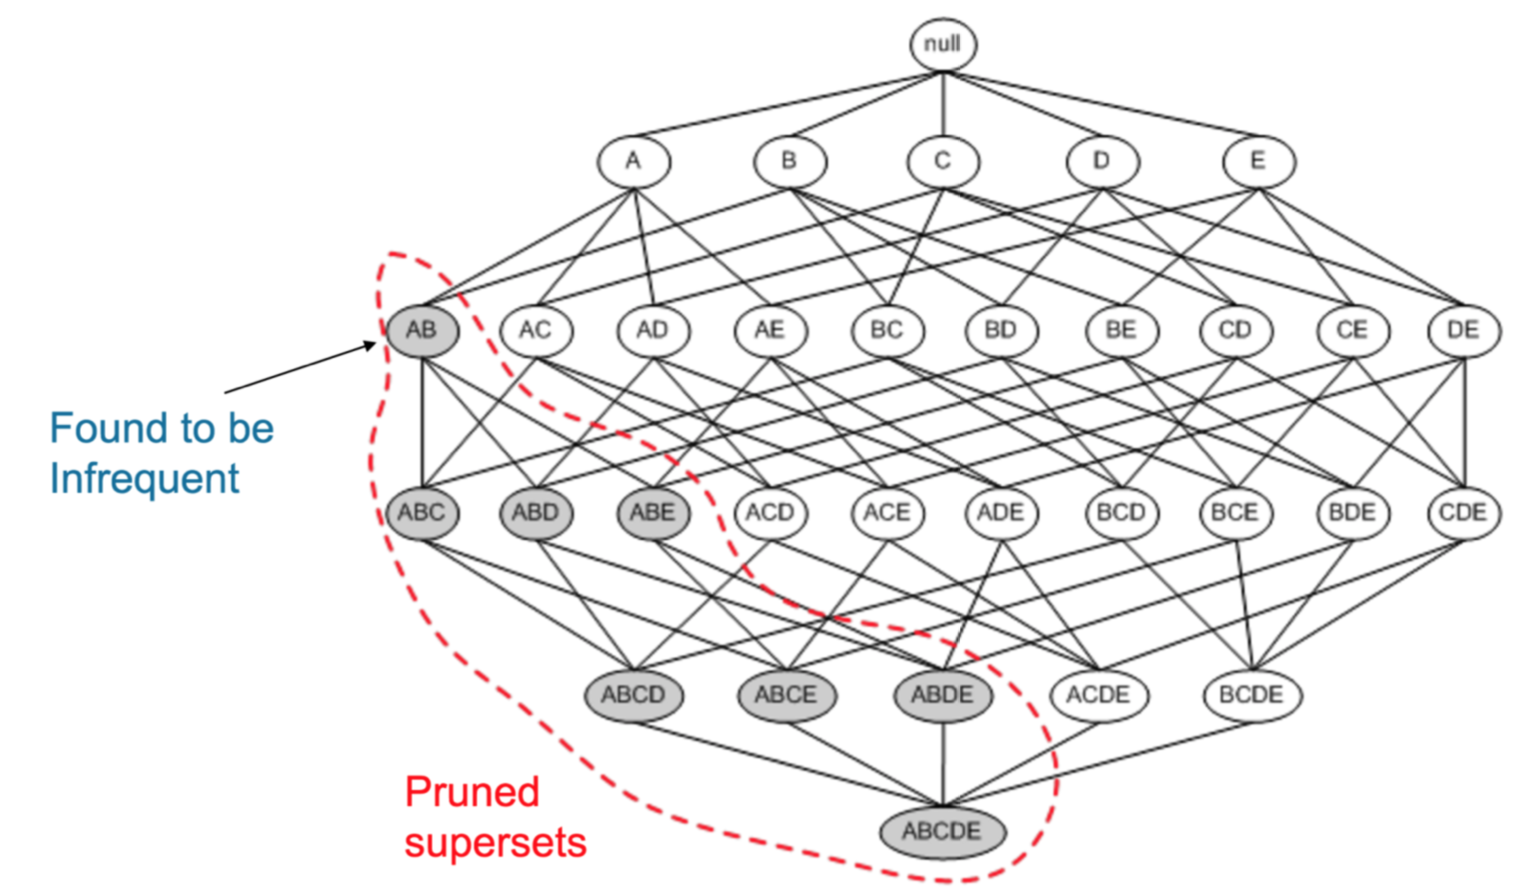 null
A B C D E
AB AC AD AE BC BD BE CD CE DE
Found to be
Infrequent
ABC ABD ABE ACD ACE ADE BCD BCE BDE CDE
ABCD ABCE ABDE ACDE BCDE
Pruned
supersets
ABCDE